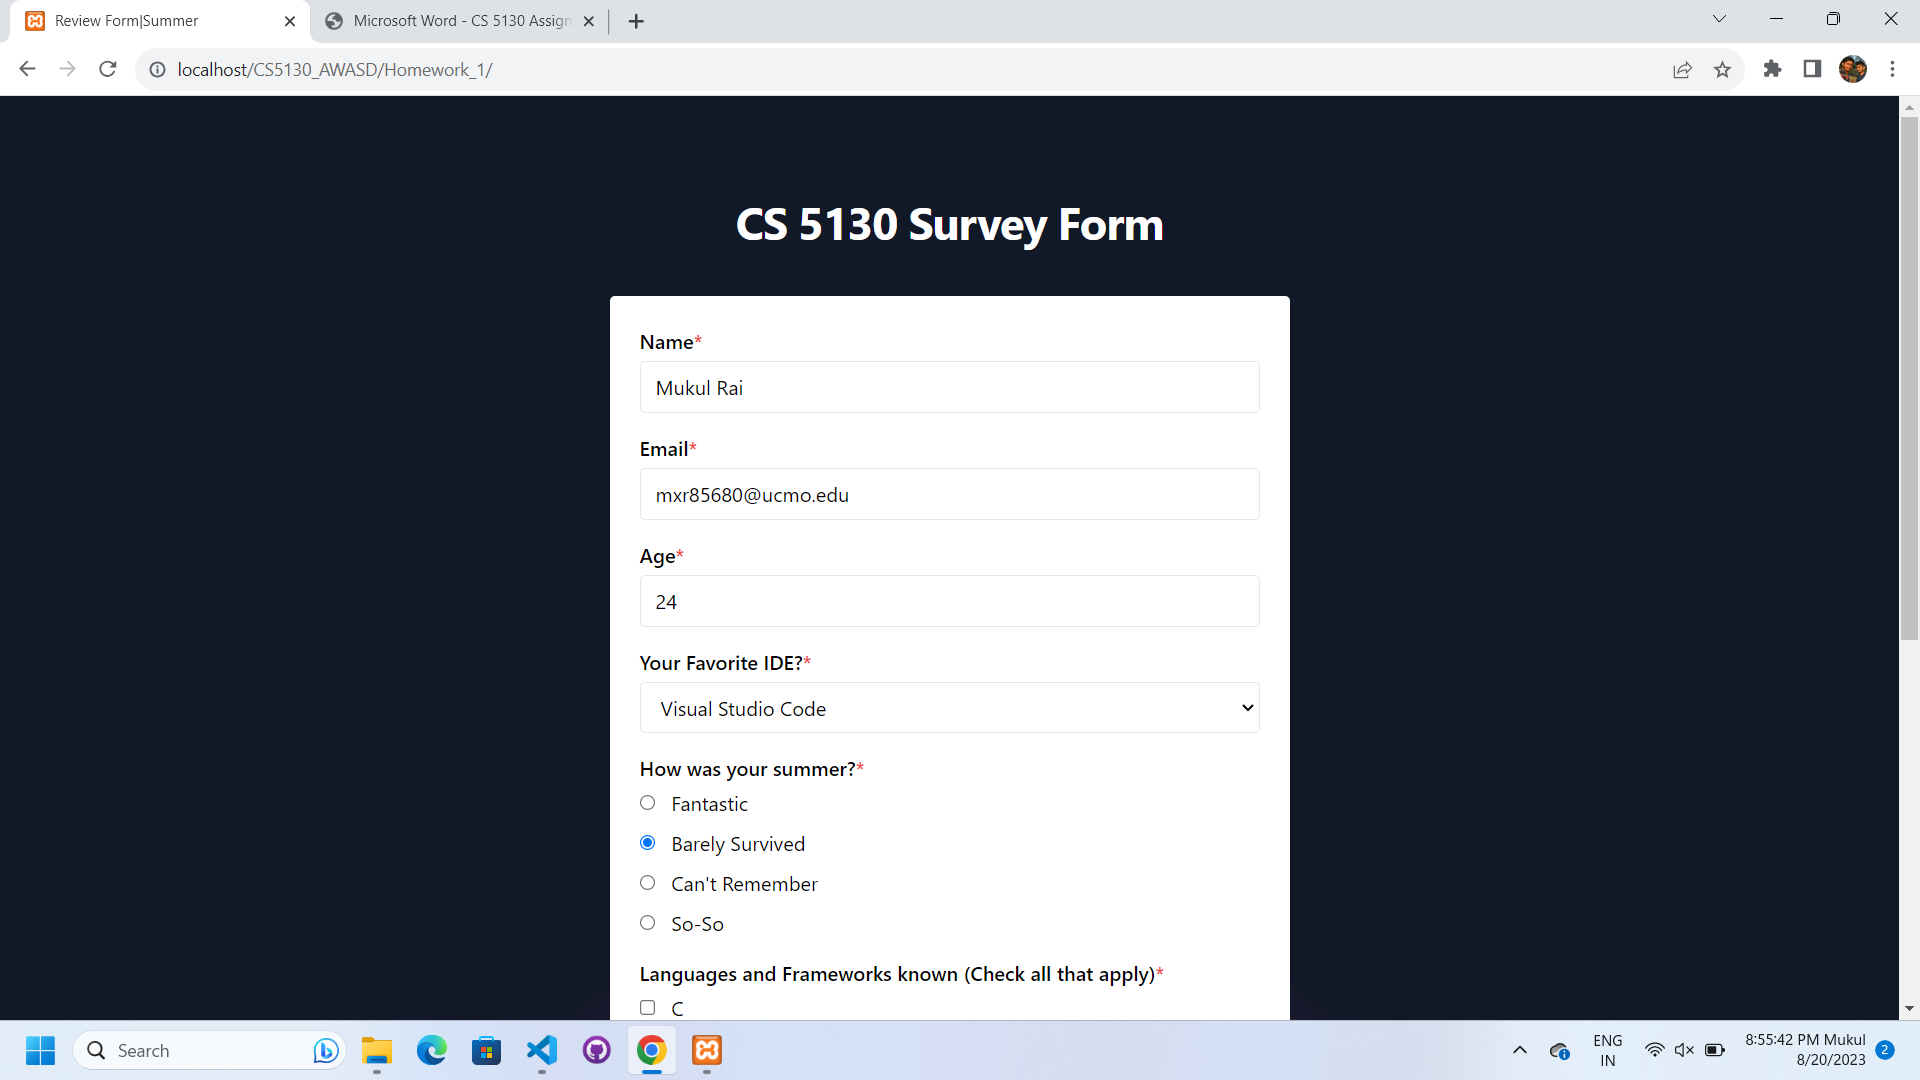 Review Form|Summer
Microsoft Word - CS 5130 Assign
localhost/CS5130_AWASD/Homework_1/
CS 5130 Survey Form
Name*
Mukul Rai
Email*
mxr85680@ucmo.edu
Age*
24
Your Favorite IDE?*
Visual Studio Code
How was your summer?*
Fantastic
Barely Survived
Can't Remember
So-So
Languages and Frameworks known (Check all that apply)*
C
Search
ENG
IN
8:55:42 PM Mukul
8/20/2023
2